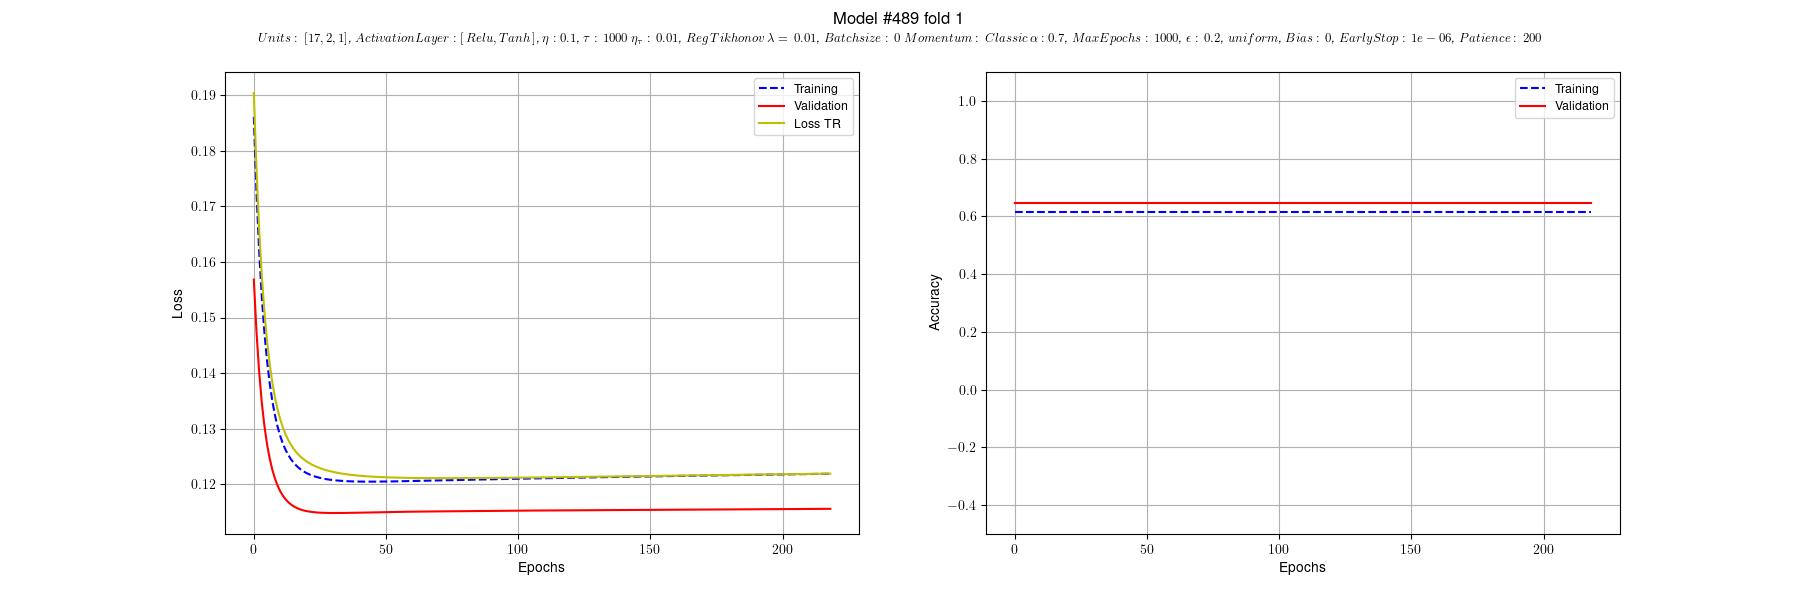 Model #489 fold 1
Units : [17, 2, 1], ActivationLayer : [Relu, Tanh], η : 0.1, τ : 1000 η_τ : 0.01, RegTikhonov λ = 0.01, Batchsize : 0 Momentum : Classic α : 0.7, MaxEpochs : 1000, ϵ : 0.2, uniform, Bias : 0, EarlyStop : 1e − 06, Patience : 200
Training
Validation
Loss TR
0.19
0.18
0.17
0.16
0.15
0.14
0.13
0.12
Loss
0 50 100 150 200
Epochs
Training
Validation
1.0
0.8
0.6
0.4
0.2
0.0
−0.2
−0.4
Accuracy
0 50 100 150 200
Epochs